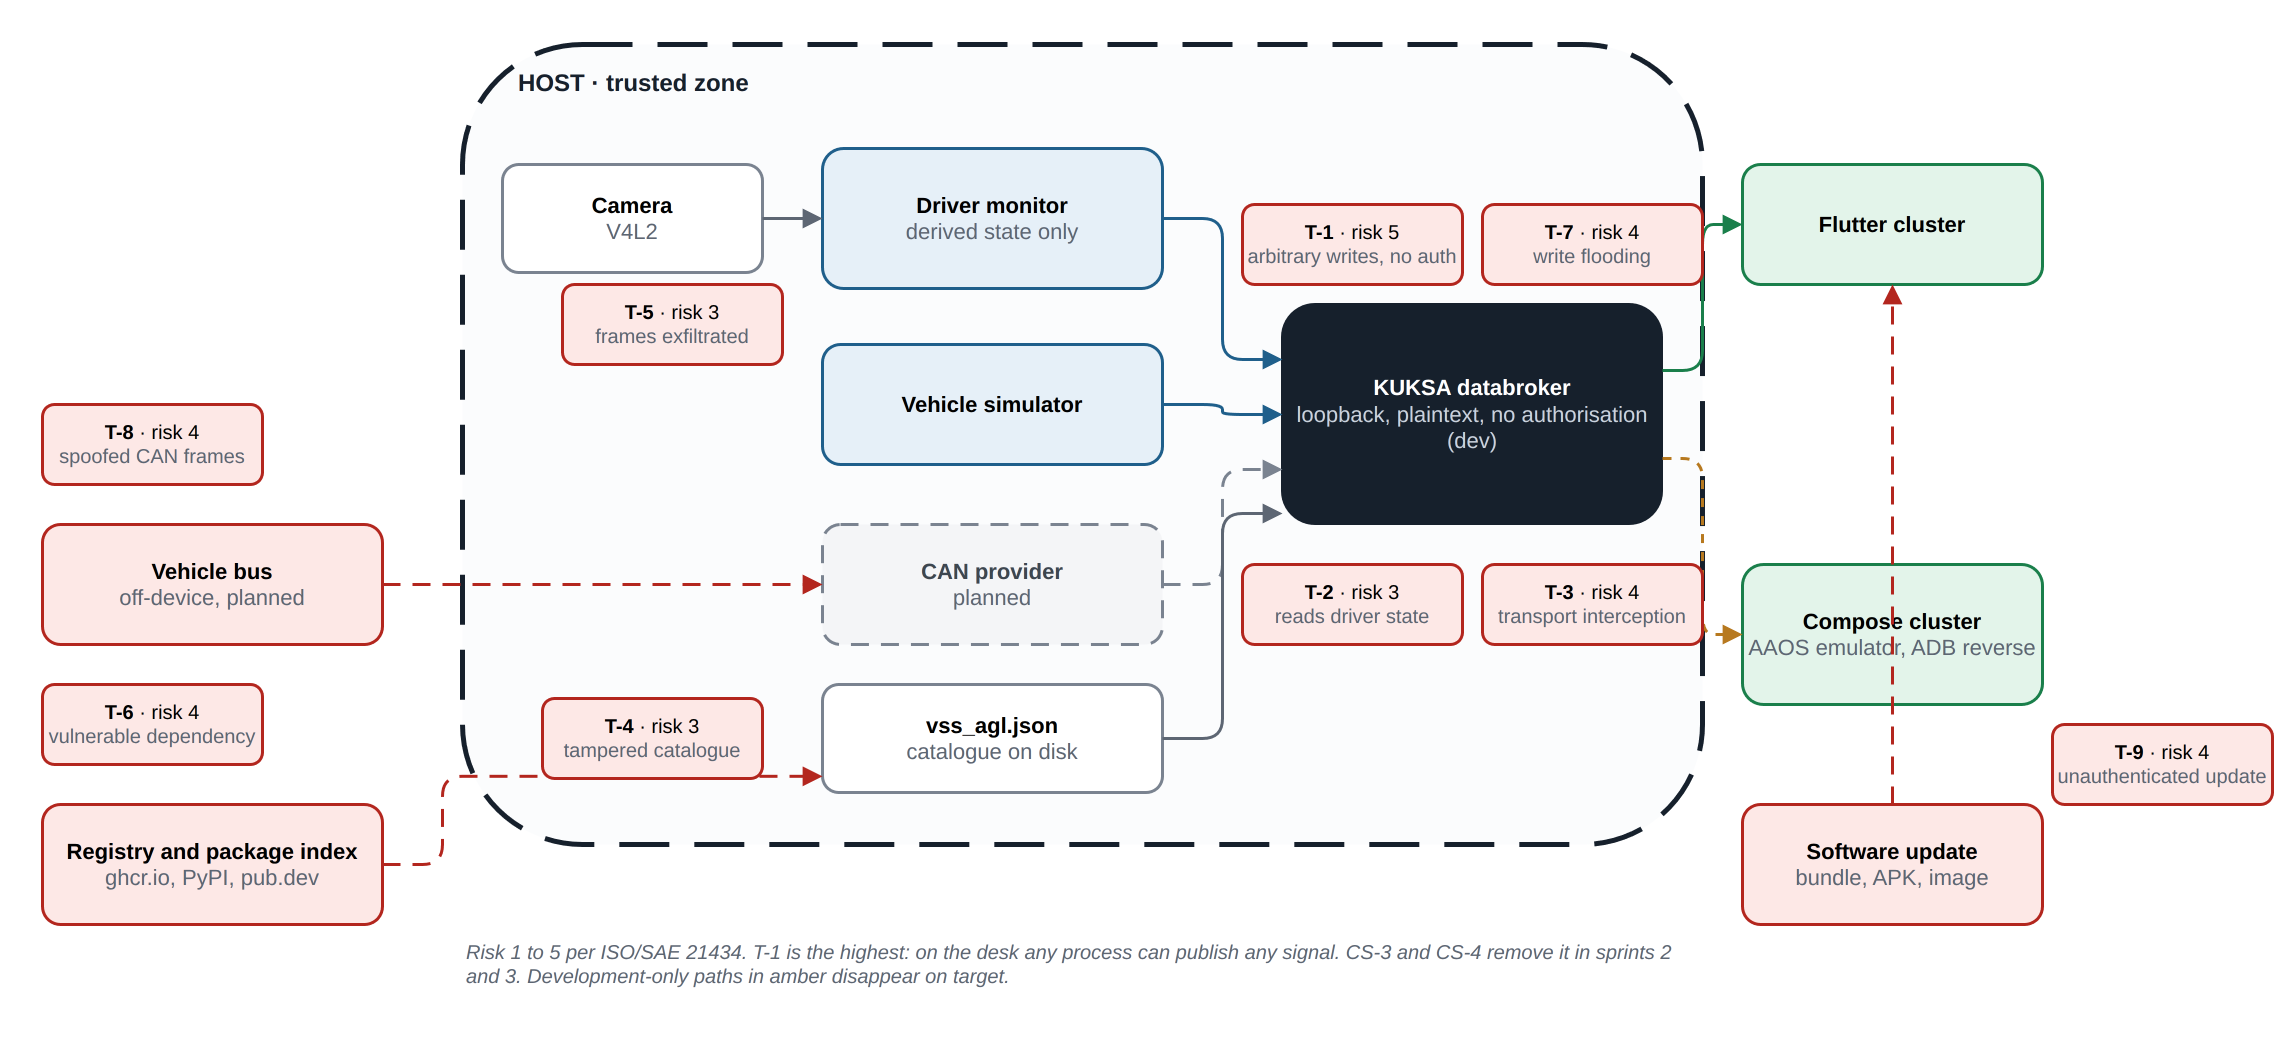 HOST · trusted zone
Camera
V4L2
Driver monitor
derived state only
T-1 · risk 5
arbitrary writes, no auth
T-7 · risk 4
write flooding
Flutter cluster
T-5 · risk 3
frames exfiltrated
Vehicle simulator
KUKSA databroker
loopback, plaintext, no authorisation
(dev)
T-8 · risk 4
spoofed CAN frames
Vehicle bus
off-device, planned
CAN provider
planned
T-2 · risk 3
reads driver state
T-3 · risk 4
transport interception
Compose cluster
AAOS emulator, ADB reverse
T-6 · risk 4
vulnerable dependency
T-4 · risk 3
tampered catalogue
vss_agl.json
catalogue on disk
T-9 · risk 4
unauthenticated update
Registry and package index
ghcr.io, PyPI, pub.dev
Software update
bundle, APK, image
Risk 1 to 5 per ISO/SAE 21434. T-1 is the highest: on the desk any process can publish any signal. CS-3 and CS-4 remove it in sprints 2
and 3. Development-only paths in amber disappear on target.